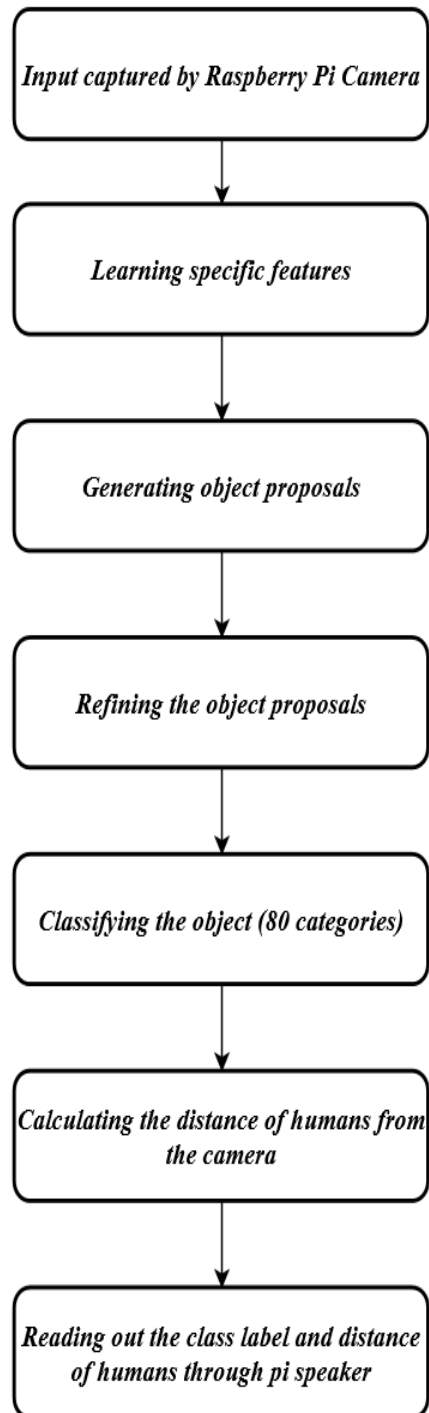 Input captured by Raspberry Pi Camera
Learning specific features
Generating object proposals
Refining the object proposals
Classifying the object (80 categories)
Calculating the distance of humans from
the camera
Reading out the class label and distance
of humans through pi speaker